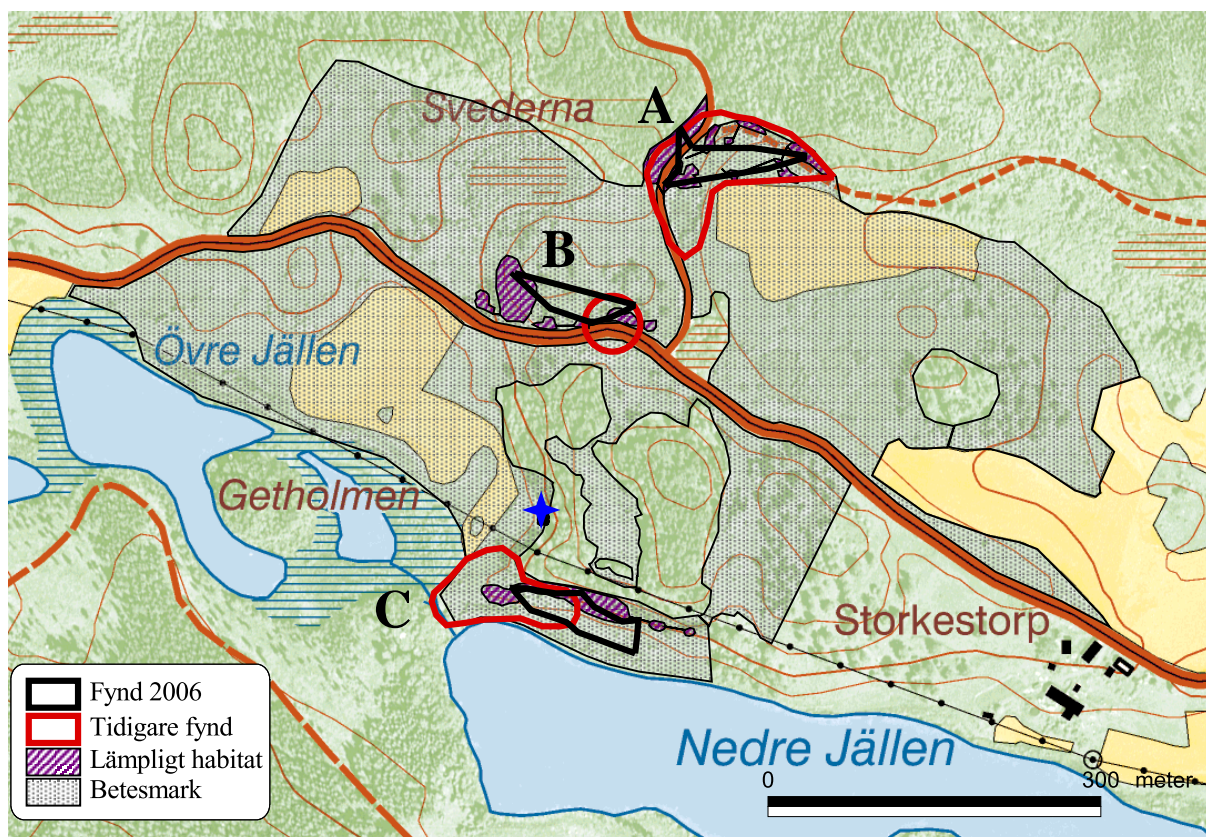 Svederna
A
B
Övre Jällen
Getholmen
C
Storkestorp
Fynd 2006
Tidigare fynd
Lämpligt habitat
Betesmark
Nedre Jällen
0 300 meter